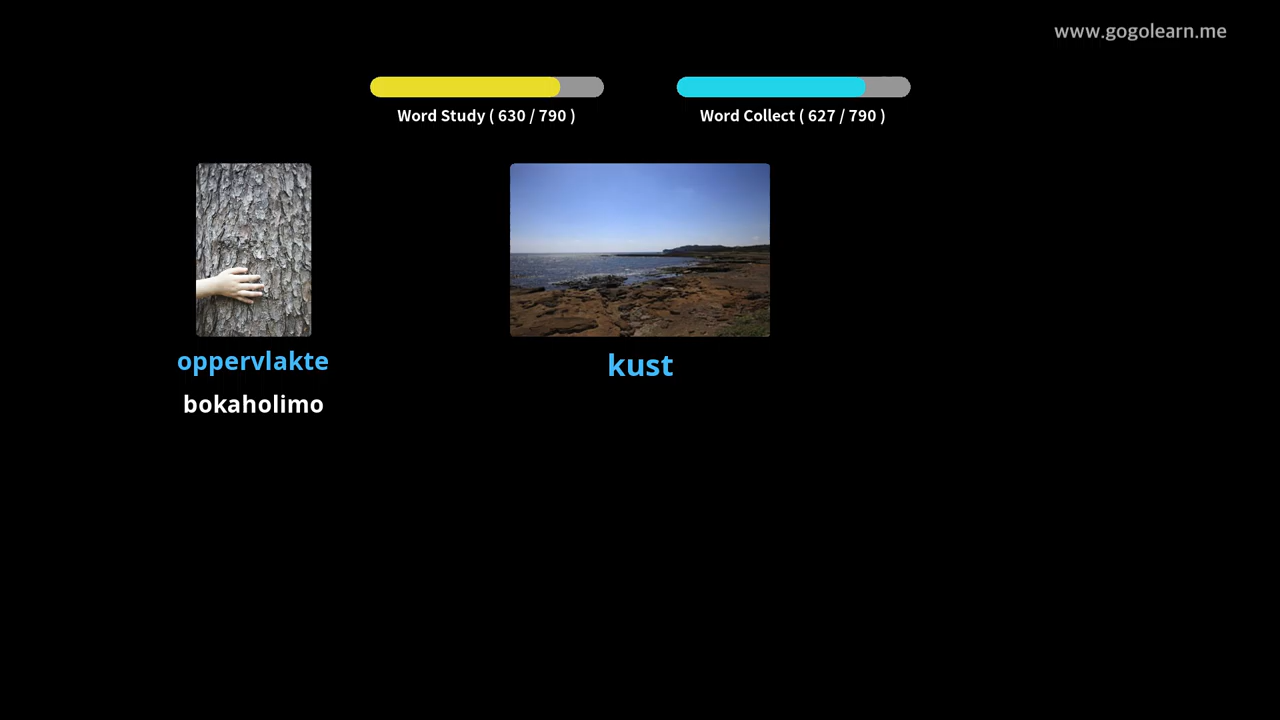 www.gogolearn.me
Word Study ( 630 / 790 )
Word Collect ( 627 / 790 )
oppervlakte
kust
bokaholimo